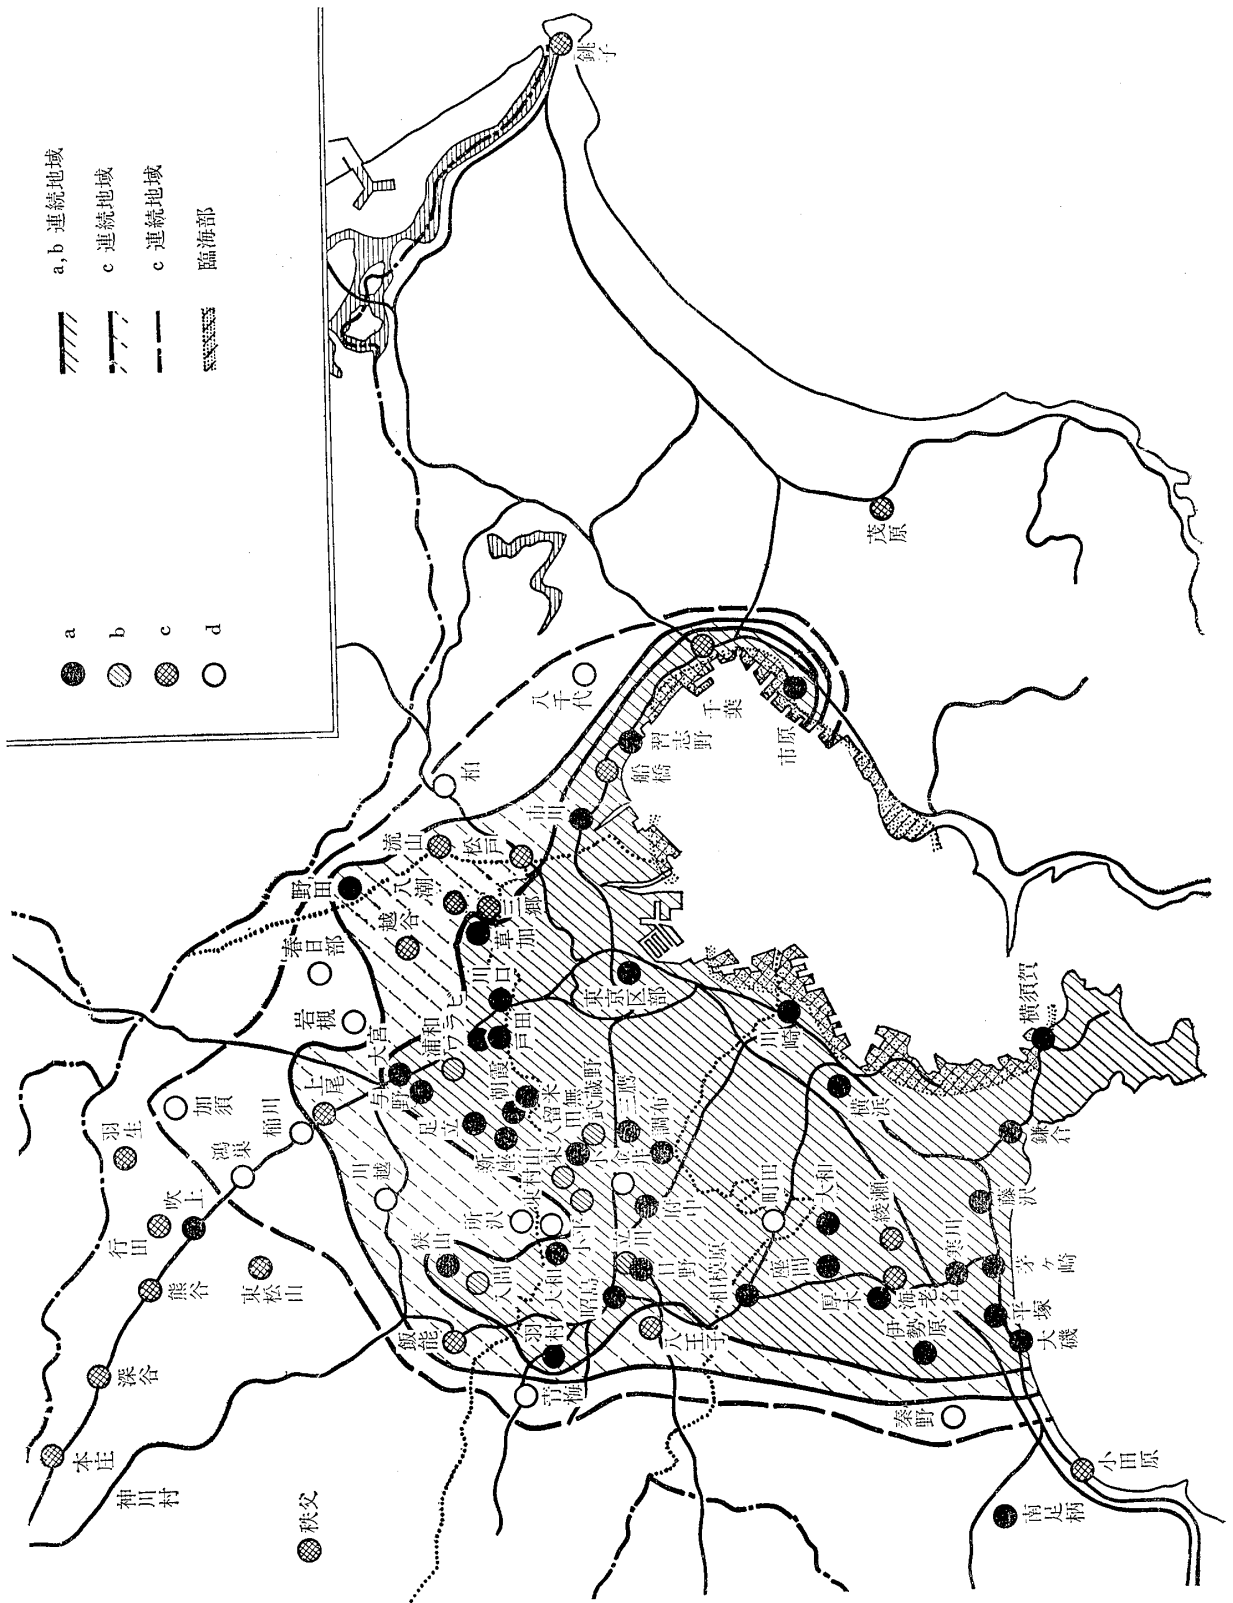 a,b 連続地域
c 連続地域
c 連続地域
臨海部
a
b
c
d
銚子
茂原
八千代
千葉
市原
習志野
船橋
市川
柏
流山
松戸
野田
八潮
三郷
越谷
草加
春日部
岩槻
川口
ワラビ
戸田
浦和
大宮
与野
上尾
桶川
鴻巣
加須
羽生
行田
吹上
熊谷
東松山
深谷
本庄
神川村
秩父
川越
所沢
狭山
入間
飯能
足立
朝霞
新座
久留米
東村山
田無
武蔵野
三鷹
調布
小平
府中
立川
日野
昭島
大和
羽村
青梅
八王子
東京区部
川崎
横浜
横須賀
鎌倉
藤沢
茅ヶ崎
寒川
平塚
大磯
町田
相模原
大和
座間
綾瀬
厚木
海老名
伊勢原
秦野
小田原
南足柄